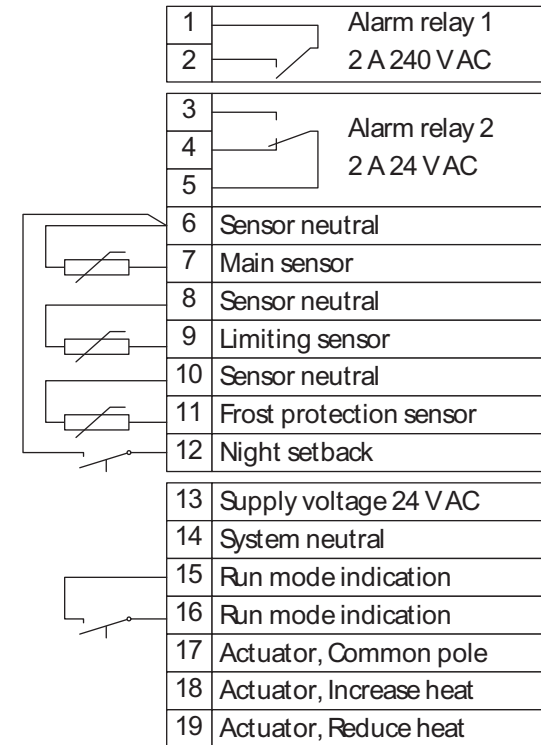 1 Alarm relay 1
2 2 A 240 V AC
3
Alarm relay 2
4
2 A 24 V AC
5
6 Sensor neutral
7 Main sensor
8 Sensor neutral
9 Limiting sensor
10 Sensor neutral
11 Frost protection sensor
12 Night setback
13 Supply voltage 24 V AC
14 System neutral
15 Run mode indication
16 Run mode indication
17 Actuator, Common pole
18 Actuator, Increase heat
19 Actuator, Reduce heat